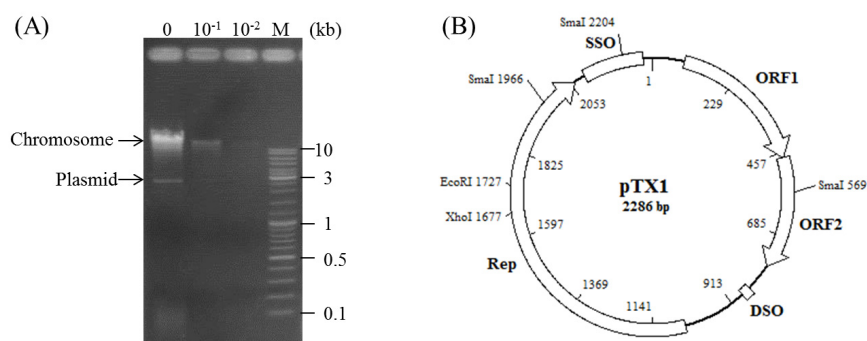 (A)
0 10-1 10-2 M (kb)
Chromosome
Plasmid
10
3
1
0.5
0.1
(B)
SmaI 2204
SSO
1
ORF1
SmaI 1966
2053
229
1825
457
EcoRI 1727
pTX1
2286 bp
SmaI 569
XhoI 1677
1597
685
ORF2
Rep
1369
1141
913
DSO